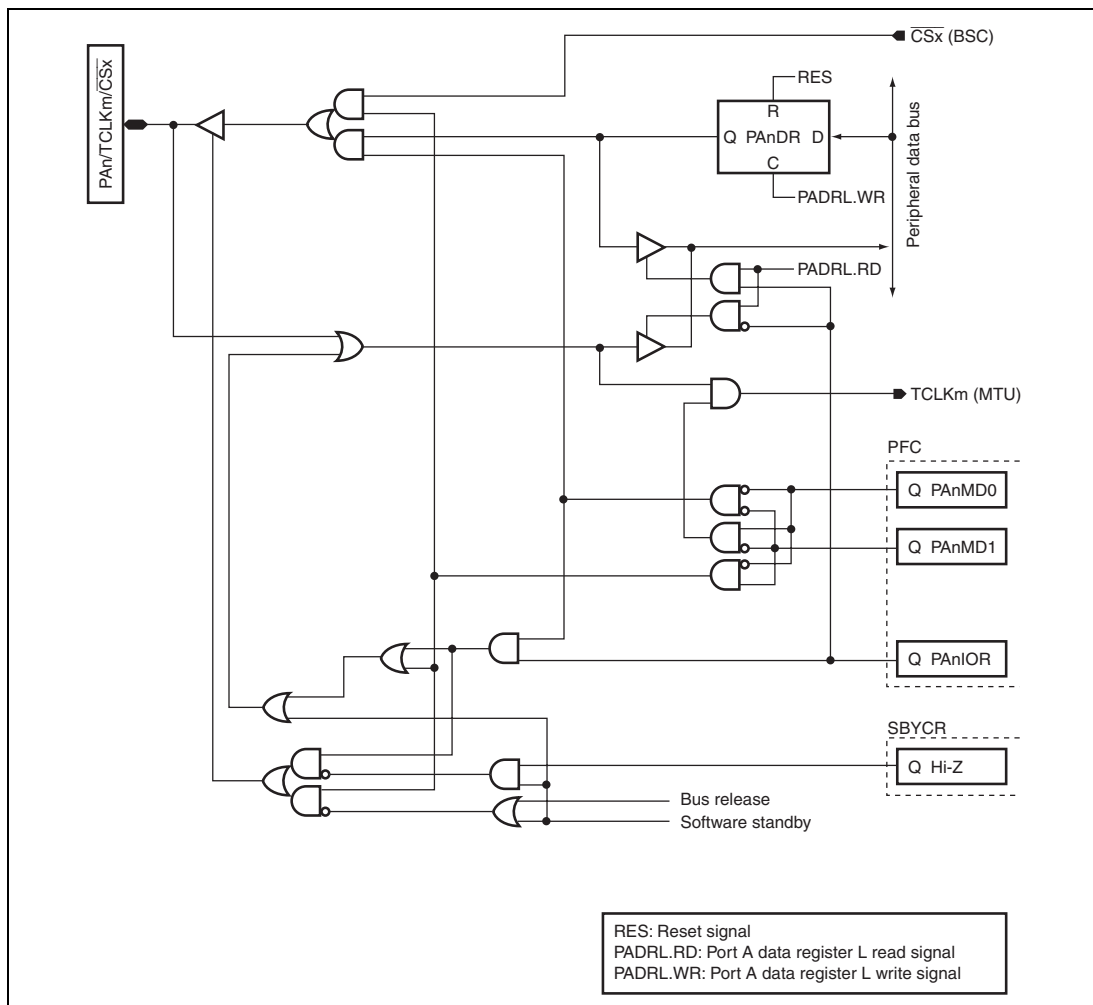 PAn/TCLKm/C̅S̅x̅
C̅S̅x̅ (BSC)
RES
R
Q PAnDR D
C
PADRL.WR
Peripheral data bus
PADRL.RD
TCLKm (MTU)
PFC
Q PAnMD0
Q PAnMD1
Q PAnIOR
SBYCR
Q Hi-Z
Bus release
Software standby
RES: Reset signal
PADRL.RD: Port A data register L read signal
PADRL.WR: Port A data register L write signal